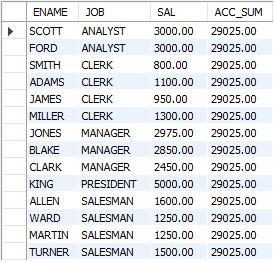 ENAME JOB SAL ACC_SUM
SCOTT ANALYST 3000.00 29025.00
FORD ANALYST 3000.00 29025.00
SMITH CLERK 800.00 29025.00
ADAMS CLERK 1100.00 29025.00
JAMES CLERK 950.00 29025.00
MILLER CLERK 1300.00 29025.00
JONES MANAGER 2975.00 29025.00
BLAKE MANAGER 2850.00 29025.00
CLARK MANAGER 2450.00 29025.00
KING PRESIDENT 5000.00 29025.00
ALLEN SALESMAN 1600.00 29025.00
WARD SALESMAN 1250.00 29025.00
MARTIN SALESMAN 1250.00 29025.00
TURNER SALESMAN 1500.00 29025.00